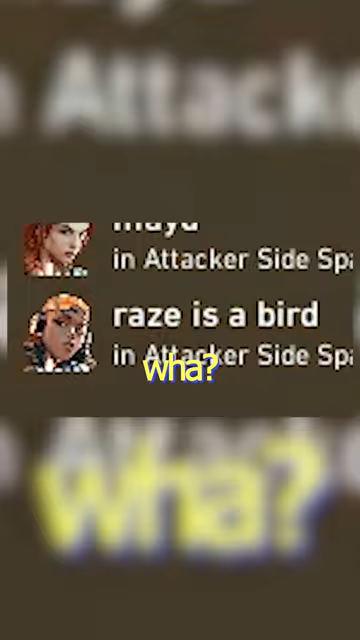 maya
in Attacker Side Spa
raze is a bird
in Attacker Side Spa
wha?